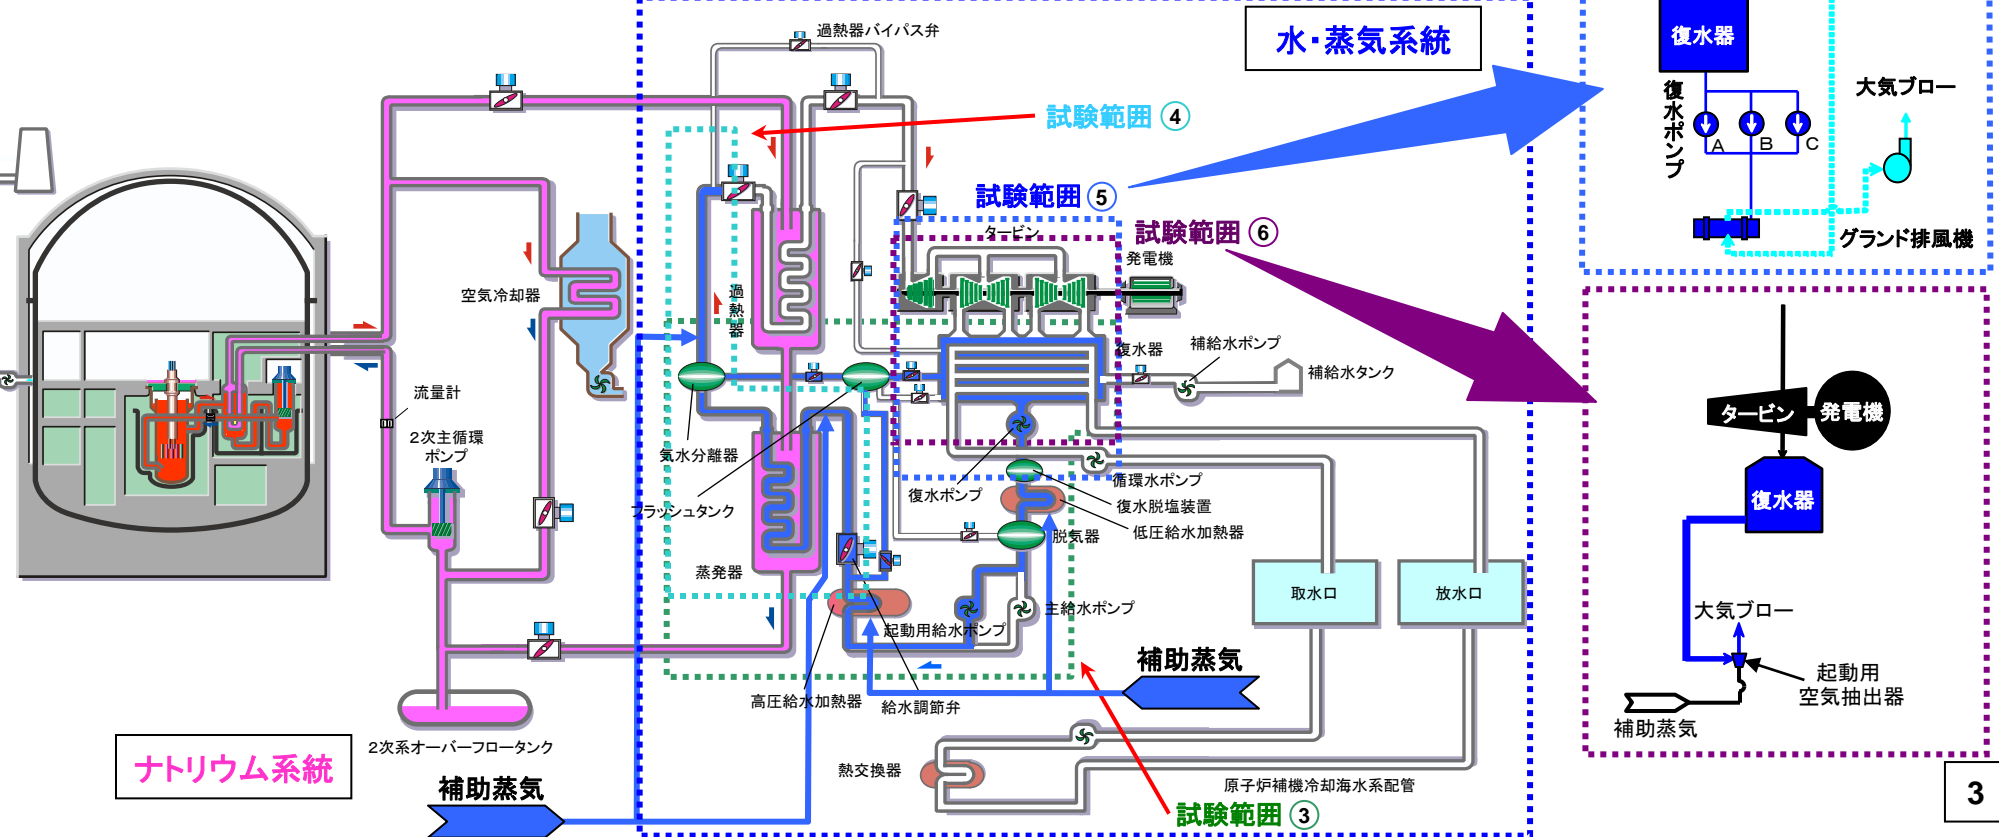 過熱器バイパス弁
水・蒸気系統
復水器
復水ポンプ
A
B
C
大気ブロー
グランド排風機
試験範囲 ④
試験範囲 ⑤
試験範囲 ⑥
タービン
発電機
空気冷却器
過熱器
復水器
補給水ポンプ
補給水タンク
流量計
2次主循環
ポンプ
気水分離器
フラッシュタンク
復水ポンプ
循環水ポンプ
復水脱塩装置
低圧給水加熱器
脱気器
蒸発器
主給水ポンプ
起動用給水ポンプ
取水口
放水口
タービン
発電機
復水器
大気ブロー
起動用
空気抽出器
補助蒸気
補助蒸気
高圧給水加熱器
給水調節弁
2次系オーバーフロータンク
ナトリウム系統
熱交換器
原子炉補機冷却海水系配管
補助蒸気
試験範囲 ③
3